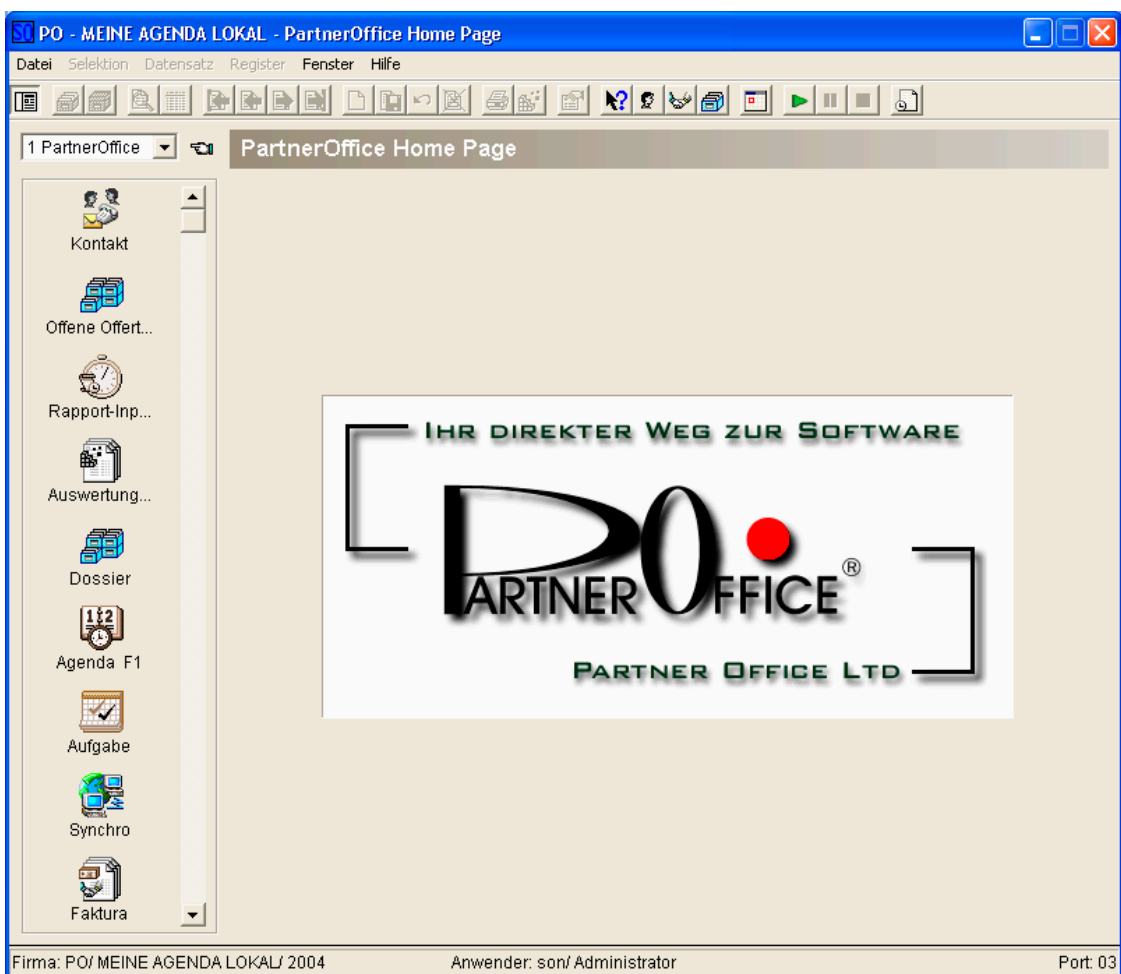 PO - MEINE AGENDA LOKAL - PartnerOffice Home Page
Datei Selektion Datensatz Register Fenster Hilfe
1 PartnerOffice
PartnerOffice Home Page
Kontakt
Offene Offert...
Rapport-Inp...
Auswertung...
Dossier
Agenda F1
Aufgabe
Synchro
Faktura
IHR DIREKTER WEG ZUR SOFTWARE
PO
PARTNEROFFICE®
PARTNER OFFICE LTD
Firma: PO/ MEINE AGENDA LOKAL/ 2004 Anwender: son/ Administrator Port: 03